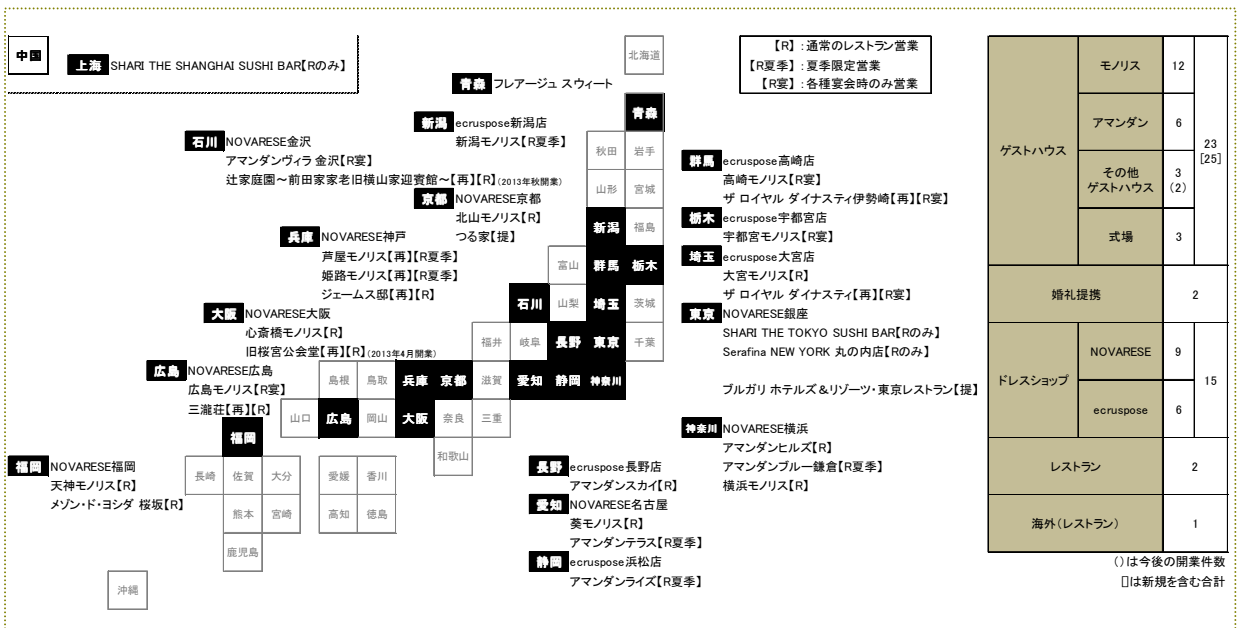 中国
上海 SHARI THE SHANGHAI SUSHI BAR【Rのみ】
【R】:通常のレストラン営業
【R夏季】:夏季限定営業
【R宴】:各種宴会時のみ営業
青森 フレアージュ スウィート
新潟 ecruspose新潟店
新潟モノリス【R夏季】
石川 NOVARESE金沢
アマンダンヴィラ 金沢【R宴】
辻家庭園~前田家家老旧横山家迎賓館~【再】【R】(2013年秋開業)
京都 NOVARESE京都
北山モノリス【R】
つる家【提】
兵庫 NOVARESE神戸
芦屋モノリス【再】【R夏季】
姫路モノリス【再】【R夏季】
ジェームス邸【再】【R】
大阪 NOVARESE大阪
心斎橋モノリス【R】
旧桜宮公会堂【再】【R】(2013年4月開業)
広島 NOVARESE広島
広島モノリス【R宴】
三瀧荘【再】【R】
福岡 NOVARESE福岡
天神モノリス【R】
メゾン・ド・ヨシダ 桜坂【R】
群馬 ecruspose高崎店
高崎モノリス【R宴】
ザ ロイヤル ダイナスティ伊勢崎【再】【R宴】
栃木 ecruspose宇都宮店
宇都宮モノリス【R宴】
埼玉 ecruspose大宮店
大宮モノリス【R】
ザ ロイヤル ダイナスティ【再】【R宴】
東京 NOVARESE銀座
SHARI THE TOKYO SUSHI BAR【Rのみ】
Serafina NEW YORK 丸の内店【Rのみ】
ブルガリ ホテルズ&リゾーツ・東京レストラン【提】
神奈川 NOVARESE横浜
アマンダンヒルズ【R】
アマンダンブルー鎌倉【R夏季】
横浜モノリス【R】
長野 ecruspose長野店
アマンダンスカイ【R】
愛知 NOVARESE名古屋
葵モノリス【R】
アマンダンテラス【R夏季】
静岡 ecruspose浜松店
アマンダンライズ【R夏季】
北海道
青森
秋田 岩手
山形 宮城
新潟 福島
富山 群馬 栃木
石川 山梨 埼玉 茨城
福井 岐阜 長野 東京 千葉
島根 鳥取 兵庫 京都 滋賀 愛知 静岡 神奈川
山口 広島 岡山 大阪 奈良 三重
福岡 和歌山
長崎 佐賀 大分 愛媛 香川
熊本 宮崎 高知 徳島
鹿児島
沖縄
ゲストハウス モノリス 12 23 [25]
アマンダン 6
その他 ゲストハウス 3 (2)
式場 3
婚礼提携 2
ドレスショップ NOVARESE 9 15
ecruspose 6
レストラン 2
海外(レストラン) 1
()は今後の開業件数
[]は新規を含む合計